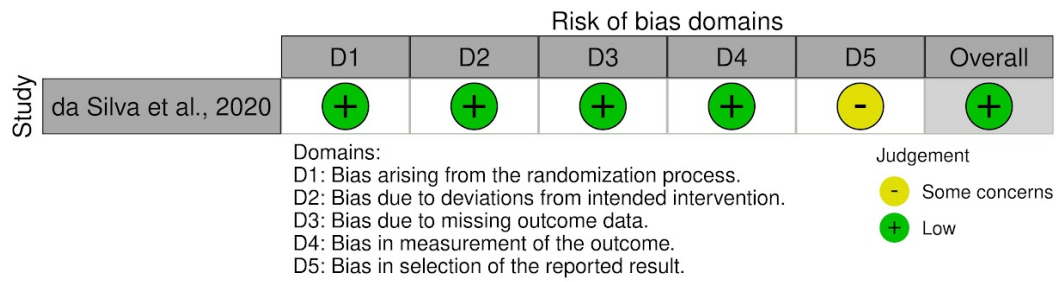 Risk of bias domains
D1 D2 D3 D4 D5 Overall
Study
da Silva et al., 2020 + + + + - +
Domains:
D1: Bias arising from the randomization process.
D2: Bias due to deviations from intended intervention.
D3: Bias due to missing outcome data.
D4: Bias in measurement of the outcome.
D5: Bias in selection of the reported result.
Judgement
- Some concerns
+ Low